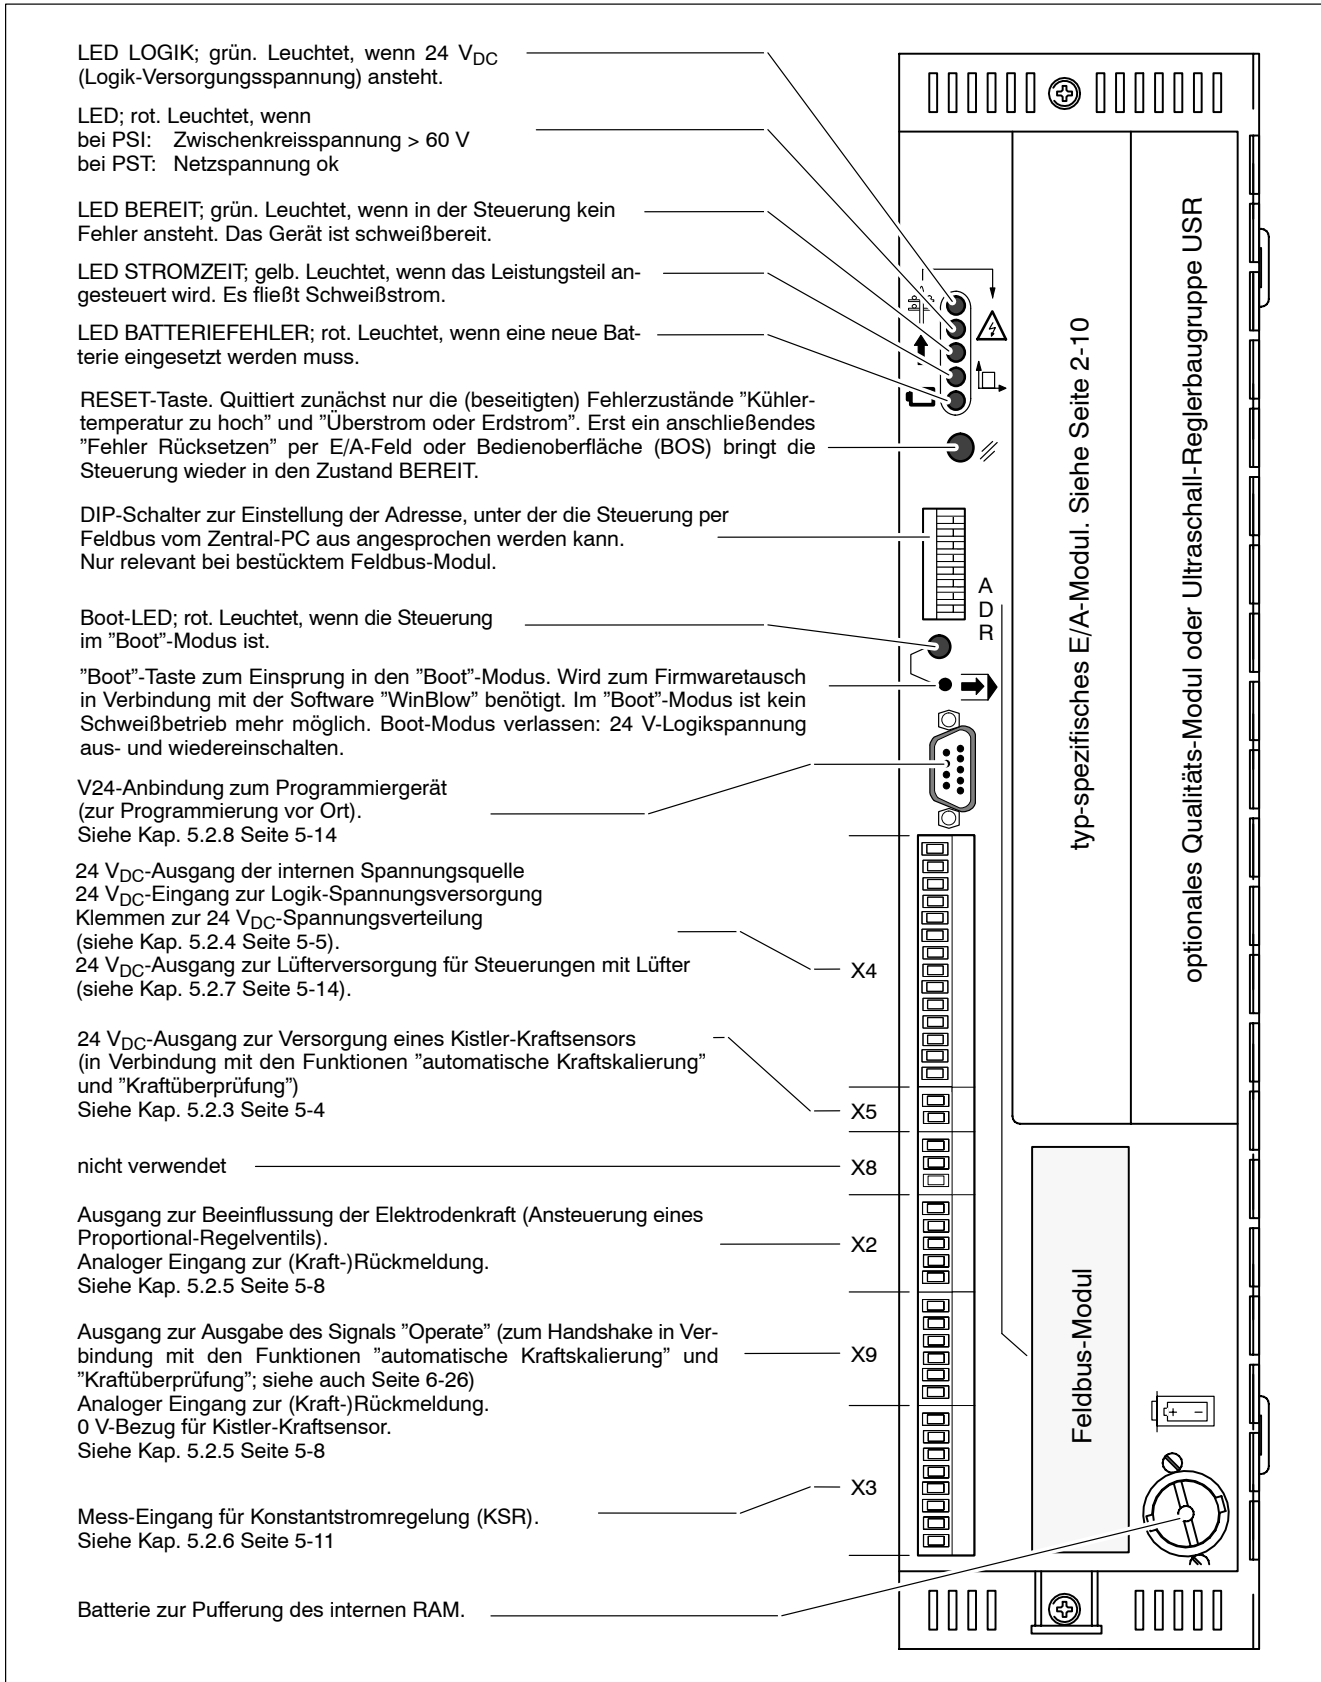 LED LOGIK; grün. Leuchtet, wenn 24 VDC
(Logik-Versorgungsspannung) ansteht.
LED; rot. Leuchtet, wenn
bei PSI: Zwischenkreisspannung > 60 V
bei PST: Netzspannung ok
LED BEREIT; grün. Leuchtet, wenn in der Steuerung kein
Fehler ansteht. Das Gerät ist schweißbereit.
LED STROMZEIT; gelb. Leuchtet, wenn das Leistungsteil an-
gesteuert wird. Es fließt Schweißstrom.
LED BATTERIEFEHLER; rot. Leuchtet, wenn eine neue Bat-
terie eingesetzt werden muss.
RESET-Taste. Quittiert zunächst nur die (beseitigten) Fehlerzustände ”Kühler-
temperatur zu hoch” und ”Überstrom oder Erdstrom”. Erst ein anschließendes
”Fehler Rücksetzen” per E/A-Feld oder Bedienoberfläche (BOS) bringt die
Steuerung wieder in den Zustand BEREIT.
DIP-Schalter zur Einstellung der Adresse, unter der die Steuerung per
Feldbus vom Zentral-PC aus angesprochen werden kann.
Nur relevant bei bestücktem Feldbus-Modul.
Boot-LED; rot. Leuchtet, wenn die Steuerung
im ”Boot”-Modus ist.
”Boot”-Taste zum Einsprung in den ”Boot”-Modus. Wird zum Firmwaretausch
in Verbindung mit der Software ”WinBlow” benötigt. Im ”Boot”-Modus ist kein
Schweißbetrieb mehr möglich. Boot-Modus verlassen: 24 V-Logikspannung
aus- und wiedereinschalten.
V24-Anbindung zum Programmiergerät
(zur Programmierung vor Ort).
Siehe Kap. 5.2.8 Seite 5-14
24 VDC-Ausgang der internen Spannungsquelle
24 VDC-Eingang zur Logik-Spannungsversorgung
Klemmen zur 24 VDC-Spannungsverteilung
(siehe Kap. 5.2.4 Seite 5-5).
24 VDC-Ausgang zur Lüfterversorgung für Steuerungen mit Lüfter
(siehe Kap. 5.2.7 Seite 5-14).
X4
24 VDC-Ausgang zur Versorgung eines Kistler-Kraftsensors
(in Verbindung mit den Funktionen ”automatische Kraftskalierung”
und ”Kraftüberprüfung”)
Siehe Kap. 5.2.3 Seite 5-4
X5
nicht verwendet
X8
Ausgang zur Beeinflussung der Elektrodenkraft (Ansteuerung eines
Proportional-Regelventils).
Analoger Eingang zur (Kraft-)Rückmeldung.
Siehe Kap. 5.2.5 Seite 5-8
X2
Ausgang zur Ausgabe des Signals ”Operate” (zum Handshake in Ver-
bindung mit den Funktionen ”automatische Kraftskalierung” und
”Kraftüberprüfung”; siehe auch Seite 6-26)
Analoger Eingang zur (Kraft-)Rückmeldung.
0 V-Bezug für Kistler-Kraftsensor.
Siehe Kap. 5.2.5 Seite 5-8
X9
Mess-Eingang für Konstantstromregelung (KSR).
Siehe Kap. 5.2.6 Seite 5-11
X3
Batterie zur Pufferung des internen RAM.
A
D
R
typ-spezifisches E/A-Modul. Siehe Seite 2-10
optionales Qualitäts-Modul oder Ultraschall-Reglerbaugruppe USR
Feldbus-Modul
+ −